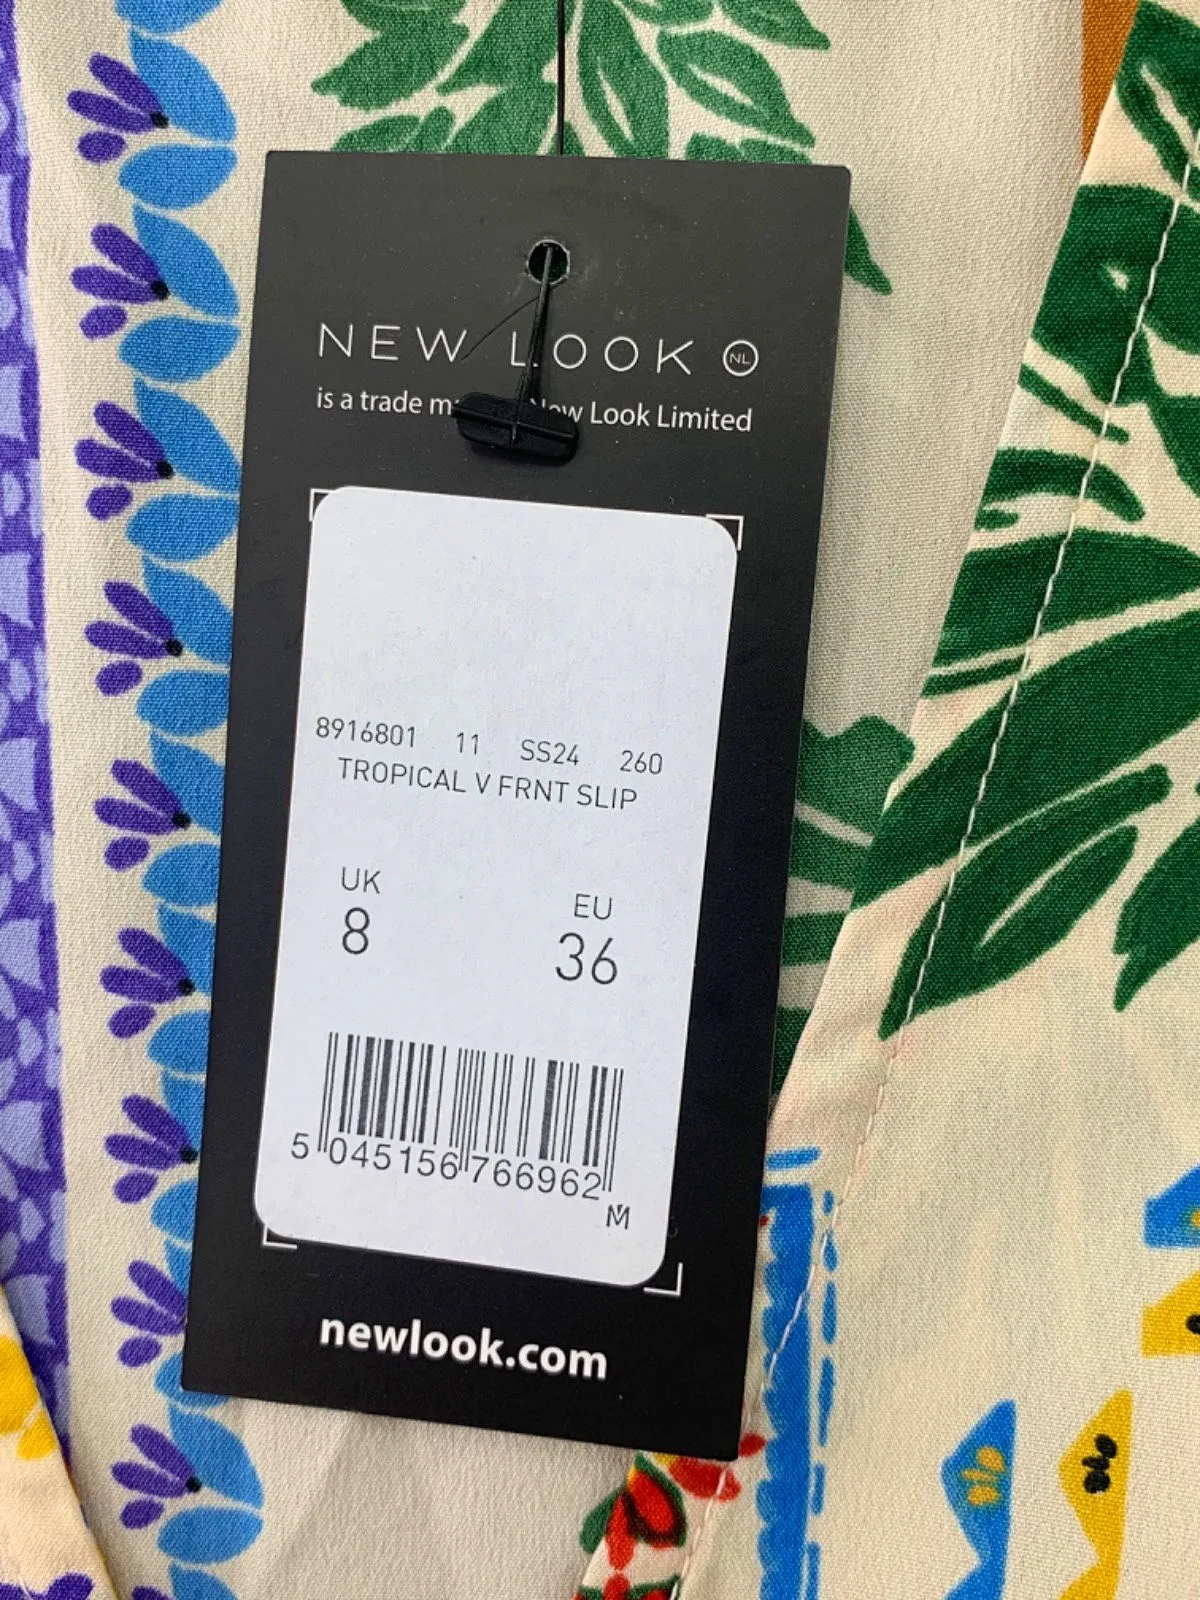 NEW LOOK NL
is a trade New Look Limited
8916801 11 SS24 260
TROPICAL V FRNT SLIP
UK
8
EU
36
5 045156 766962
M
newlook.com